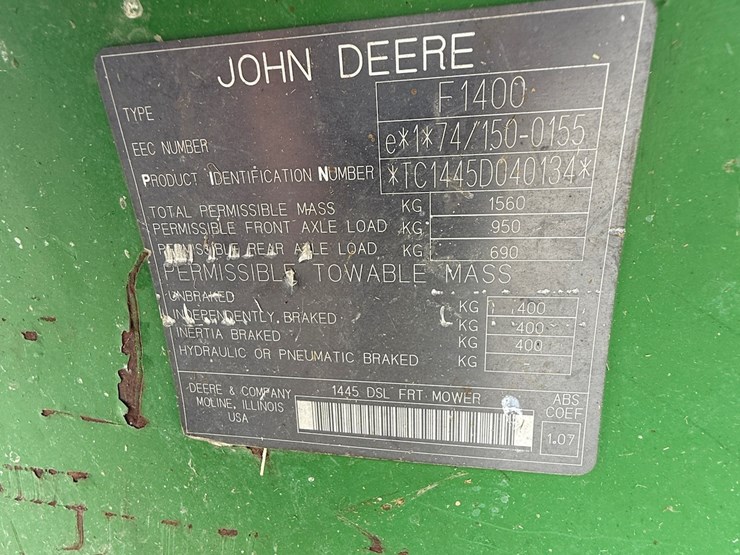 JOHN DEERE
TYPE F1400
EEC NUMBER e*1*74/150-0155
PRODUCT IDENTIFICATION NUMBER *TC1445D040134*
TOTAL PERMISSIBLE MASS KG 1560
PERMISSIBLE FRONT AXLE LOAD KG 950
PERMISSIBLE REAR AXLE LOAD KG 690
PERMISSIBLE TOWABLE MASS
UNBRAKED KG 400
INDEPENDENTLY BRAKED KG 400
INERTIA BRAKED KG 400
HYDRAULIC OR PNEUMATIC BRAKED KG -
DEERE & COMPANY
MOLINE, ILLINOIS
USA
1445 DSL FRT MOWER
ABS
COEF
1.07